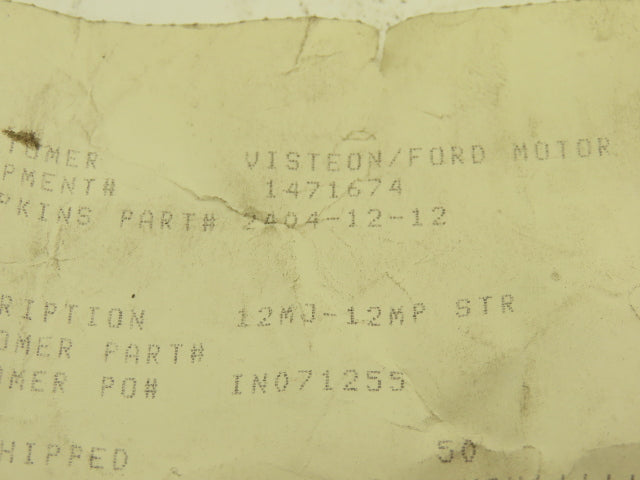 TOMER VISTEON/FORD MOTOR
PMENT# 1471674
PKINS PART# 2404-12-12
RIPTION 12MJ-12MP STR
OMER PART#
OMER PO# IN071255
HIPPED 50